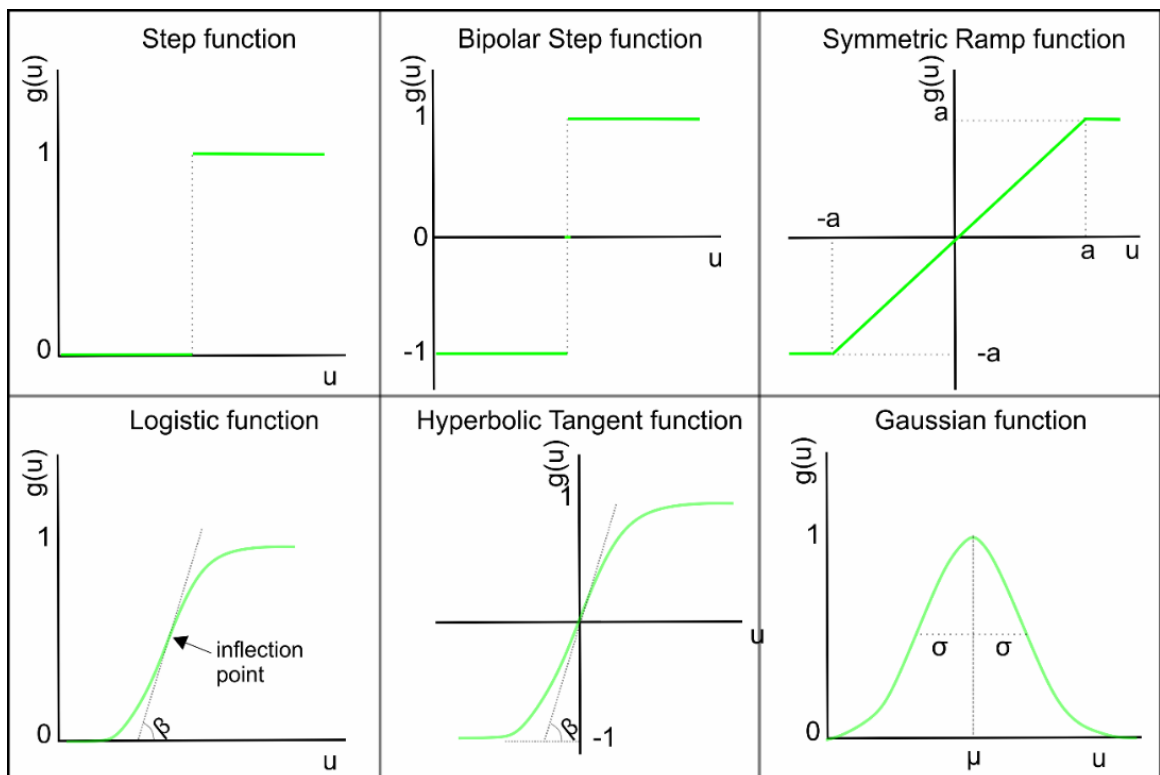 Step function
g(u)
1
0
u
Bipolar Step function
g(u)
1
0
u
-1
Symmetric Ramp function
g(u)
a
-a
a
u
-a
Logistic function
g(u)
1
inflection
point
β
0
u
Hyperbolic Tangent function
g(u)
1
u
β
-1
Gaussian function
g(u)
1
σ
σ
0
μ
u